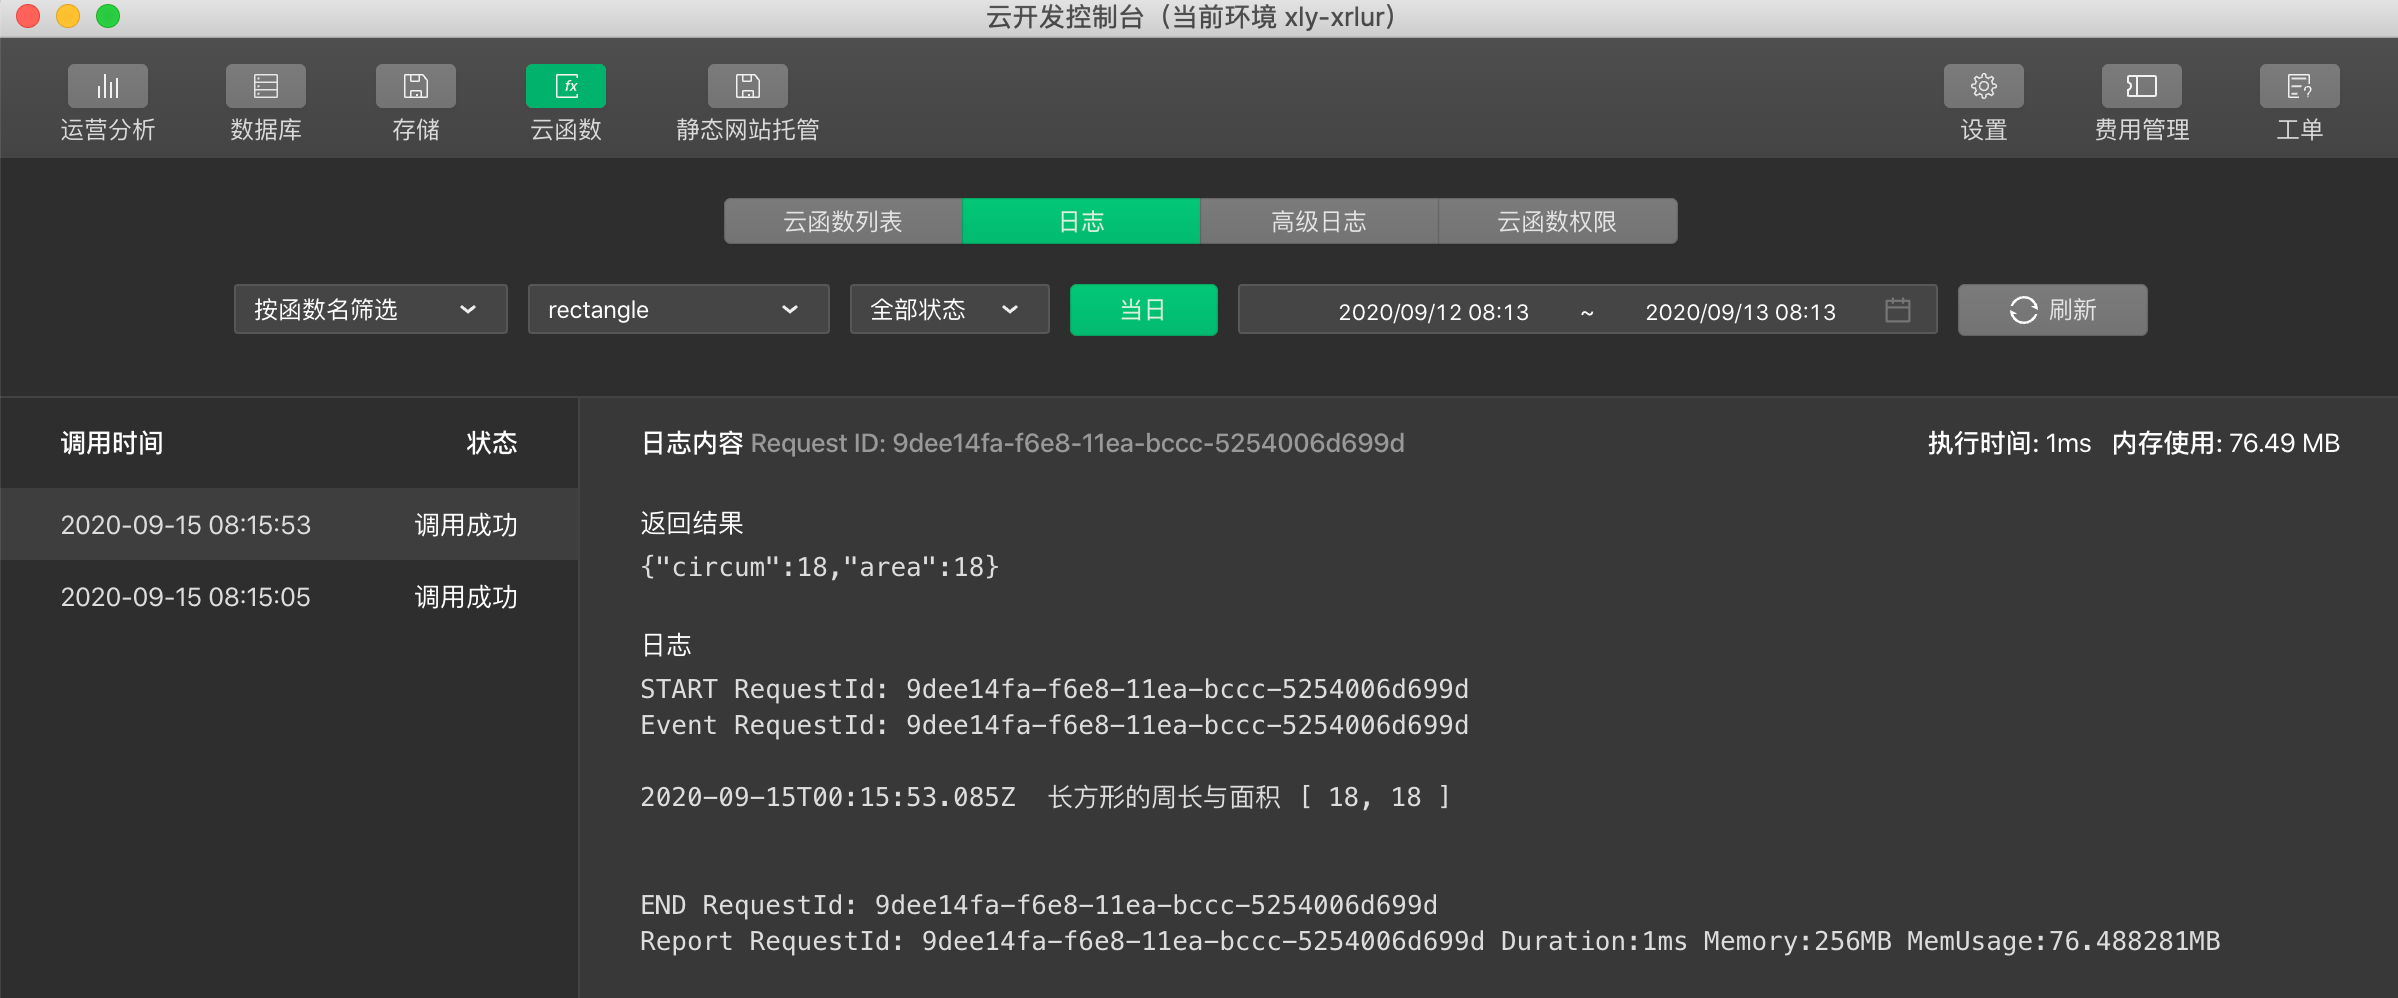 云开发控制台（当前环境 xly-xrlur）
运营分析 数据库 存储 云函数 静态网站托管 设置 费用管理 工单
云函数列表 日志 高级日志 云函数权限
按函数名筛选 rectangle 全部状态 当日 2020/09/12 08:13 ~ 2020/09/13 08:13 刷新
调用时间 状态
2020-09-15 08:15:53 调用成功
2020-09-15 08:15:05 调用成功
日志内容 Request ID: 9dee14fa-f6e8-11ea-bccc-5254006d699d 执行时间: 1ms 内存使用: 76.49 MB
返回结果
{"circum":18,"area":18}
日志
START RequestId: 9dee14fa-f6e8-11ea-bccc-5254006d699d
Event RequestId: 9dee14fa-f6e8-11ea-bccc-5254006d699d
2020-09-15T00:15:53.085Z 长方形的周长与面积 [ 18, 18 ]
END RequestId: 9dee14fa-f6e8-11ea-bccc-5254006d699d
Report RequestId: 9dee14fa-f6e8-11ea-bccc-5254006d699d Duration:1ms Memory:256MB MemUsage:76.488281MB